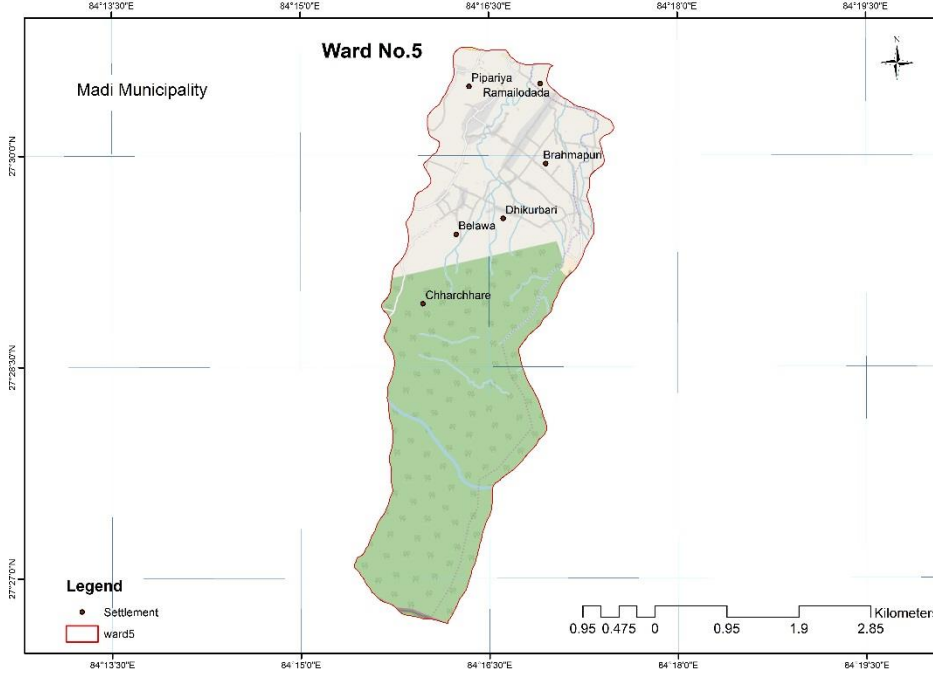 84°13'30"E 84°15'0"E 84°16'30"E 84°18'0"E 84°19'30"E
Ward No.5
N
Madi Municipality
Pipariya
Ramailodada
27°30'0"N
Brahmapuri
Dhikurbari
Belawa
Chharchhare
27°28'30"N
27°27'0"N
Legend
Settlement
ward5
Kilometers
0.95 0.475 0 0.95 1.9 2.85
84°13'30"E 84°15'0"E 84°16'30"E 84°18'0"E 84°19'30"E